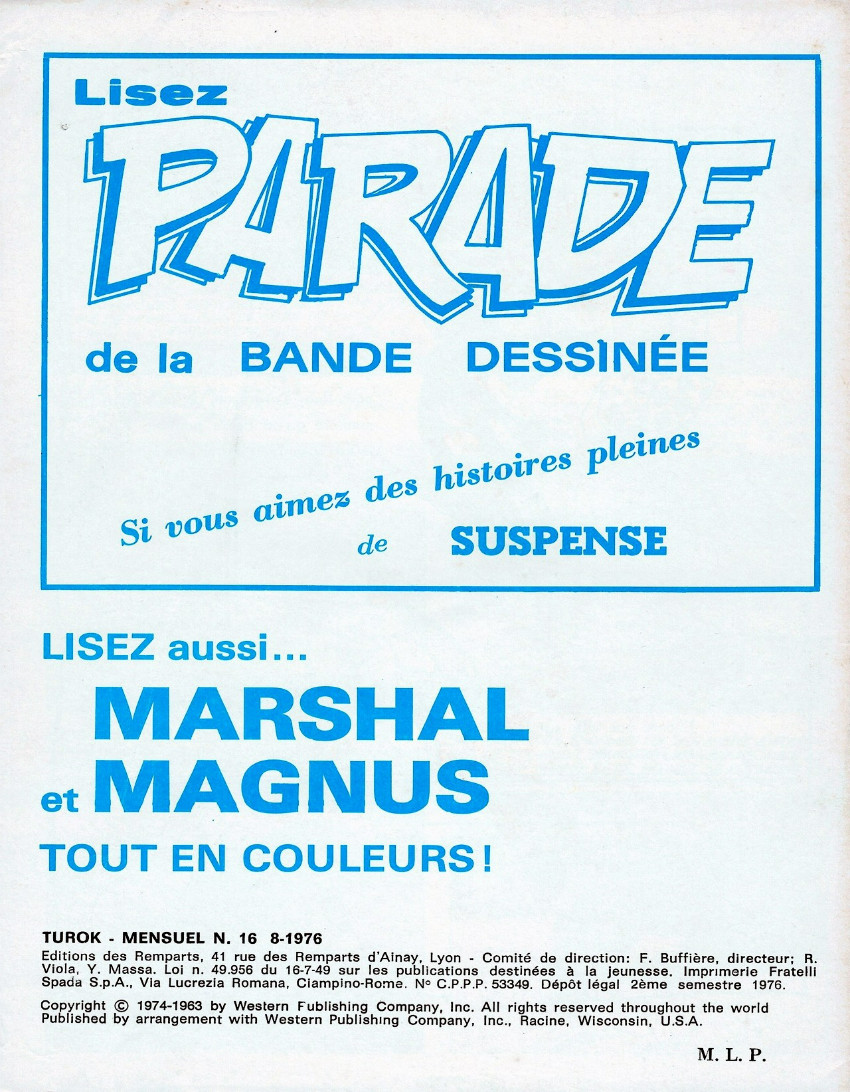 Lisez
PARADE
de la BANDE DESSINÉE
Si vous aimez des histoires pleines
de SUSPENSE
LISEZ aussi...
MARSHAL
et MAGNUS
TOUT EN COULEURS !
TUROK - MENSUEL N. 16 8-1976
Editions des Remparts, 41 rue des Remparts d'Ainay, Lyon - Comité de direction: F. Buffière, directeur; R.
Viola, Y. Massa. Loi n. 49.956 du 16-7-49 sur les publications destinées à la jeunesse. Imprimerie Fratelli
Spada S.p.A., Via Lucrezia Romana, Ciampino-Rome. N° C.P.P.P. 53349. Dépôt légal 2ème semestre 1976.
Copyright © 1974-1963 by Western Fublishing Company, Inc. All rights reserved throughout the world
Published by arrangement with Western Publishing Company, Inc., Racine, Wisconsin, U.S.A.
M. L. P.